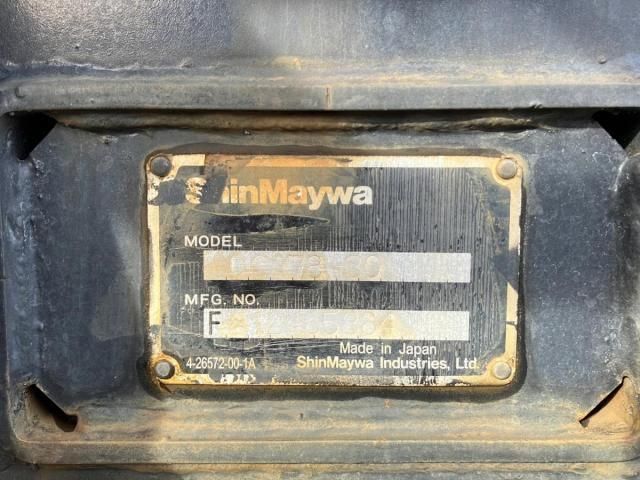 ShinMaywa
MODEL
MFG. NO.
F
Made in Japan
4-26572-00-1A ShinMaywa Industries, Ltd.